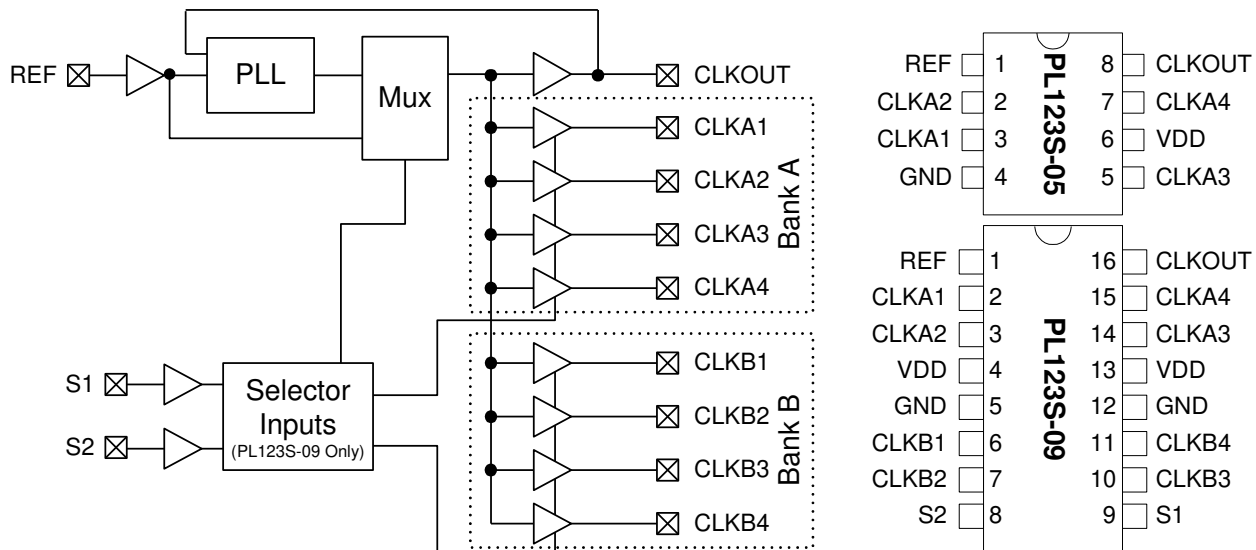 REF
PLL
Mux
CLKOUT
CLKA1
CLKA2
CLKA3
CLKA4
Bank A
S1
S2
Selector
Inputs
(PL123S-09 Only)
CLKB1
CLKB2
CLKB3
CLKB4
Bank B
REF 1 8 CLKOUT
CLKA2 2 7 CLKA4
CLKA1 3 6 VDD
GND 4 5 CLKA3
PL123S-05
REF 1 16 CLKOUT
CLKA1 2 15 CLKA4
CLKA2 3 14 CLKA3
VDD 4 13 VDD
GND 5 12 GND
CLKB1 6 11 CLKB4
CLKB2 7 10 CLKB3
S2 8 9 S1
PL123S-09